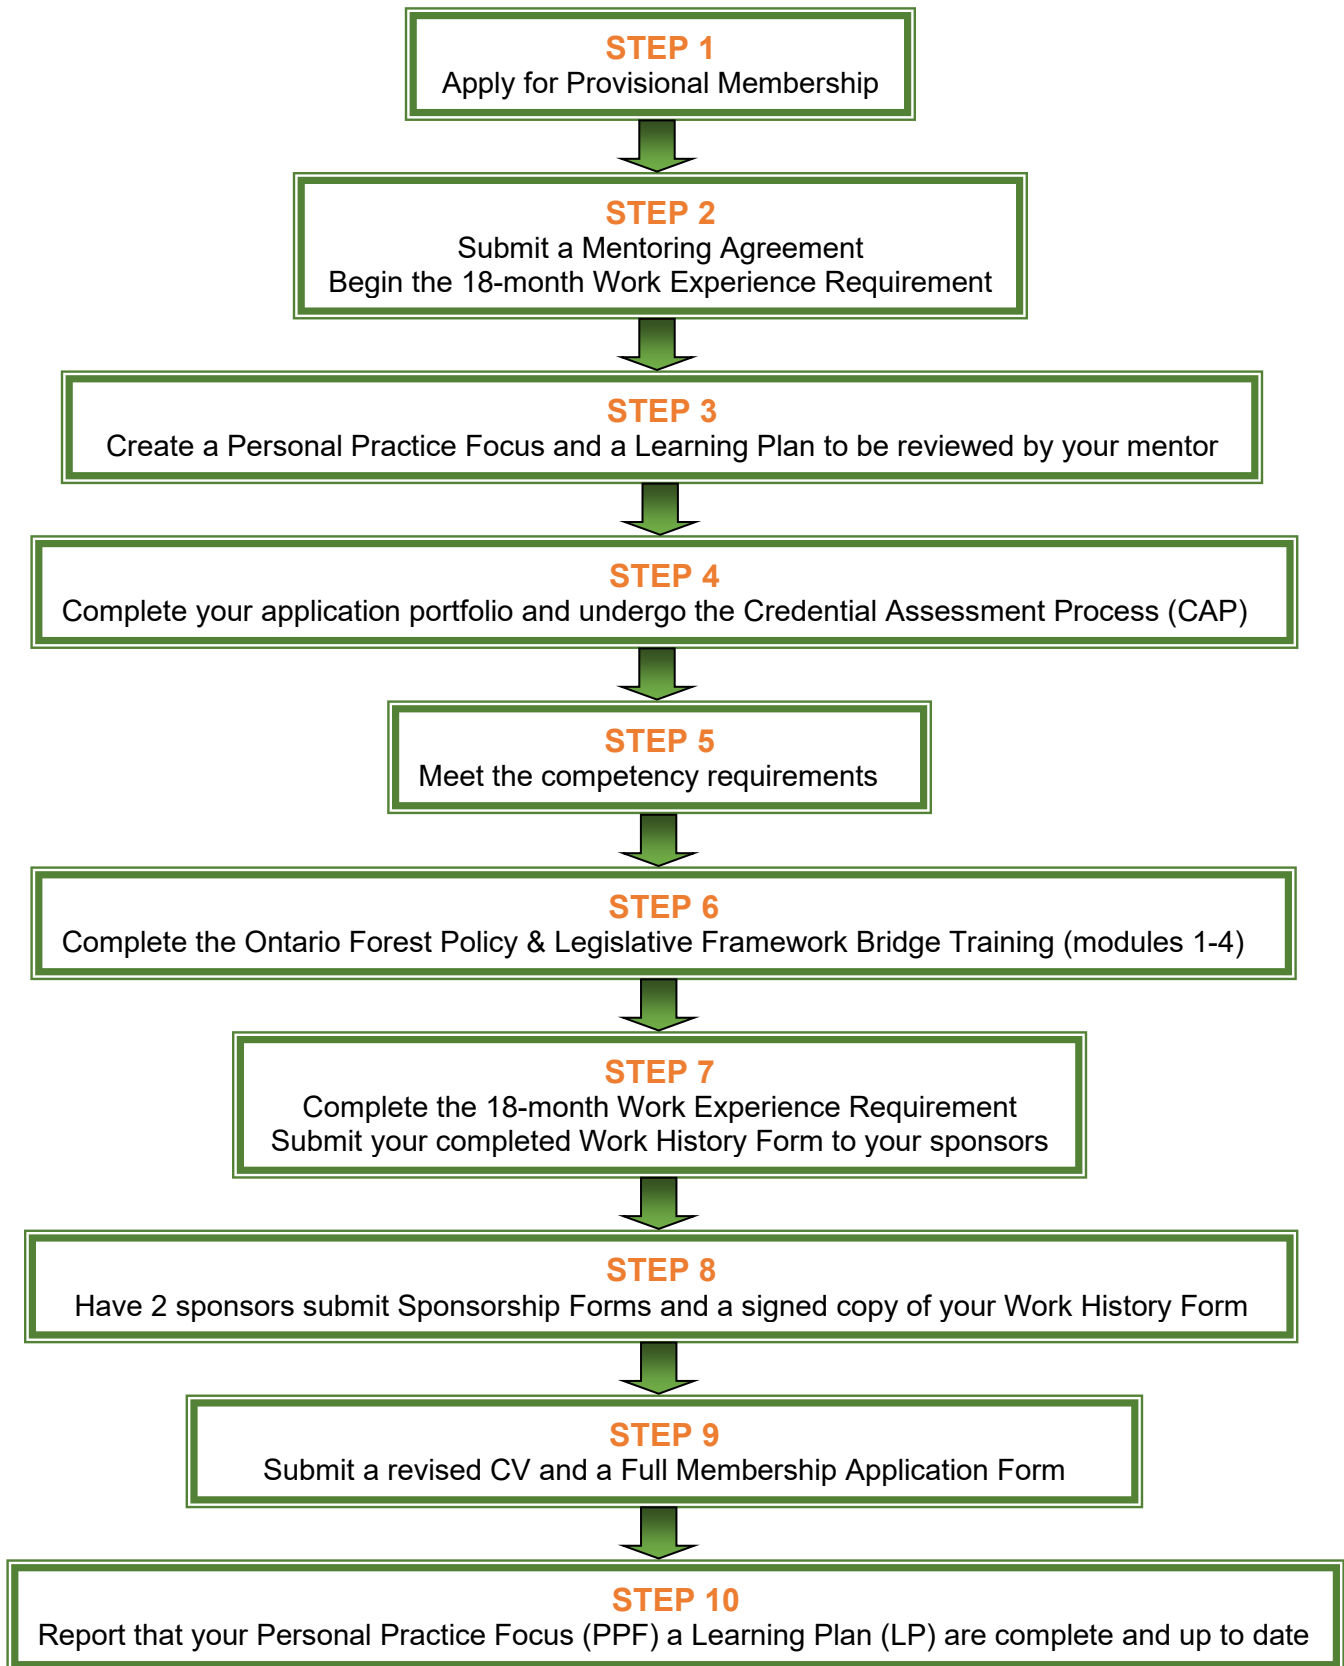 STEP 1
Apply for Provisional Membership
STEP 2
Submit a Mentoring Agreement
Begin the 18-month Work Experience Requirement
STEP 3
Create a Personal Practice Focus and a Learning Plan to be reviewed by your mentor
STEP 4
Complete your application portfolio and undergo the Credential Assessment Process (CAP)
STEP 5
Meet the competency requirements
STEP 6
Complete the Ontario Forest Policy & Legislative Framework Bridge Training (modules 1-4)
STEP 7
Complete the 18-month Work Experience Requirement
Submit your completed Work History Form to your sponsors
STEP 8
Have 2 sponsors submit Sponsorship Forms and a signed copy of your Work History Form
STEP 9
Submit a revised CV and a Full Membership Application Form
STEP 10
Report that your Personal Practice Focus (PPF) a Learning Plan (LP) are complete and up to date